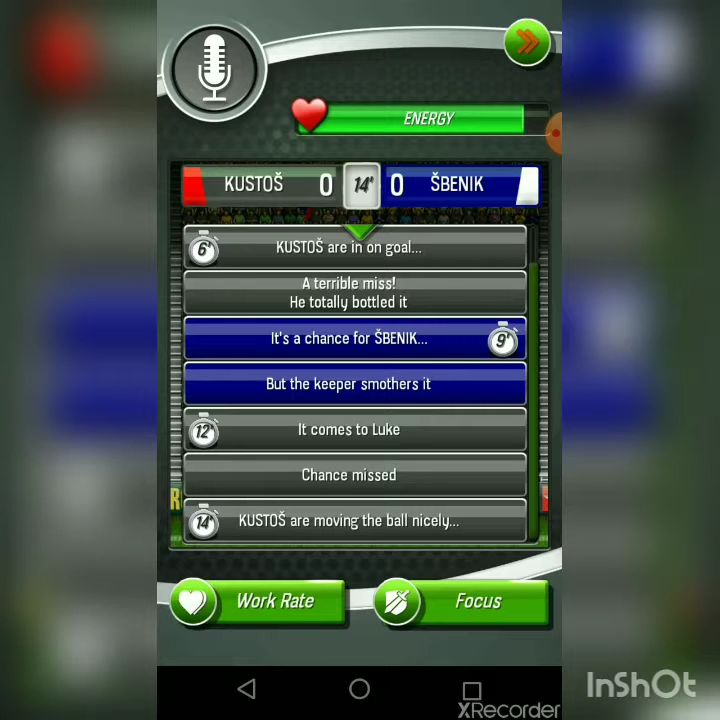 ENERGY
KUSTOŠ 0 14' 0 ŠBENIK
6' KUSTOŠ are in on goal...
A terrible miss!
He totally bottled it
It's a chance for ŠBENIK... 9'
But the keeper smothers it
12' It comes to Luke
Chance missed
14' KUSTOŠ are moving the ball nicely...
Work Rate
Focus
InShOt
XRecorder